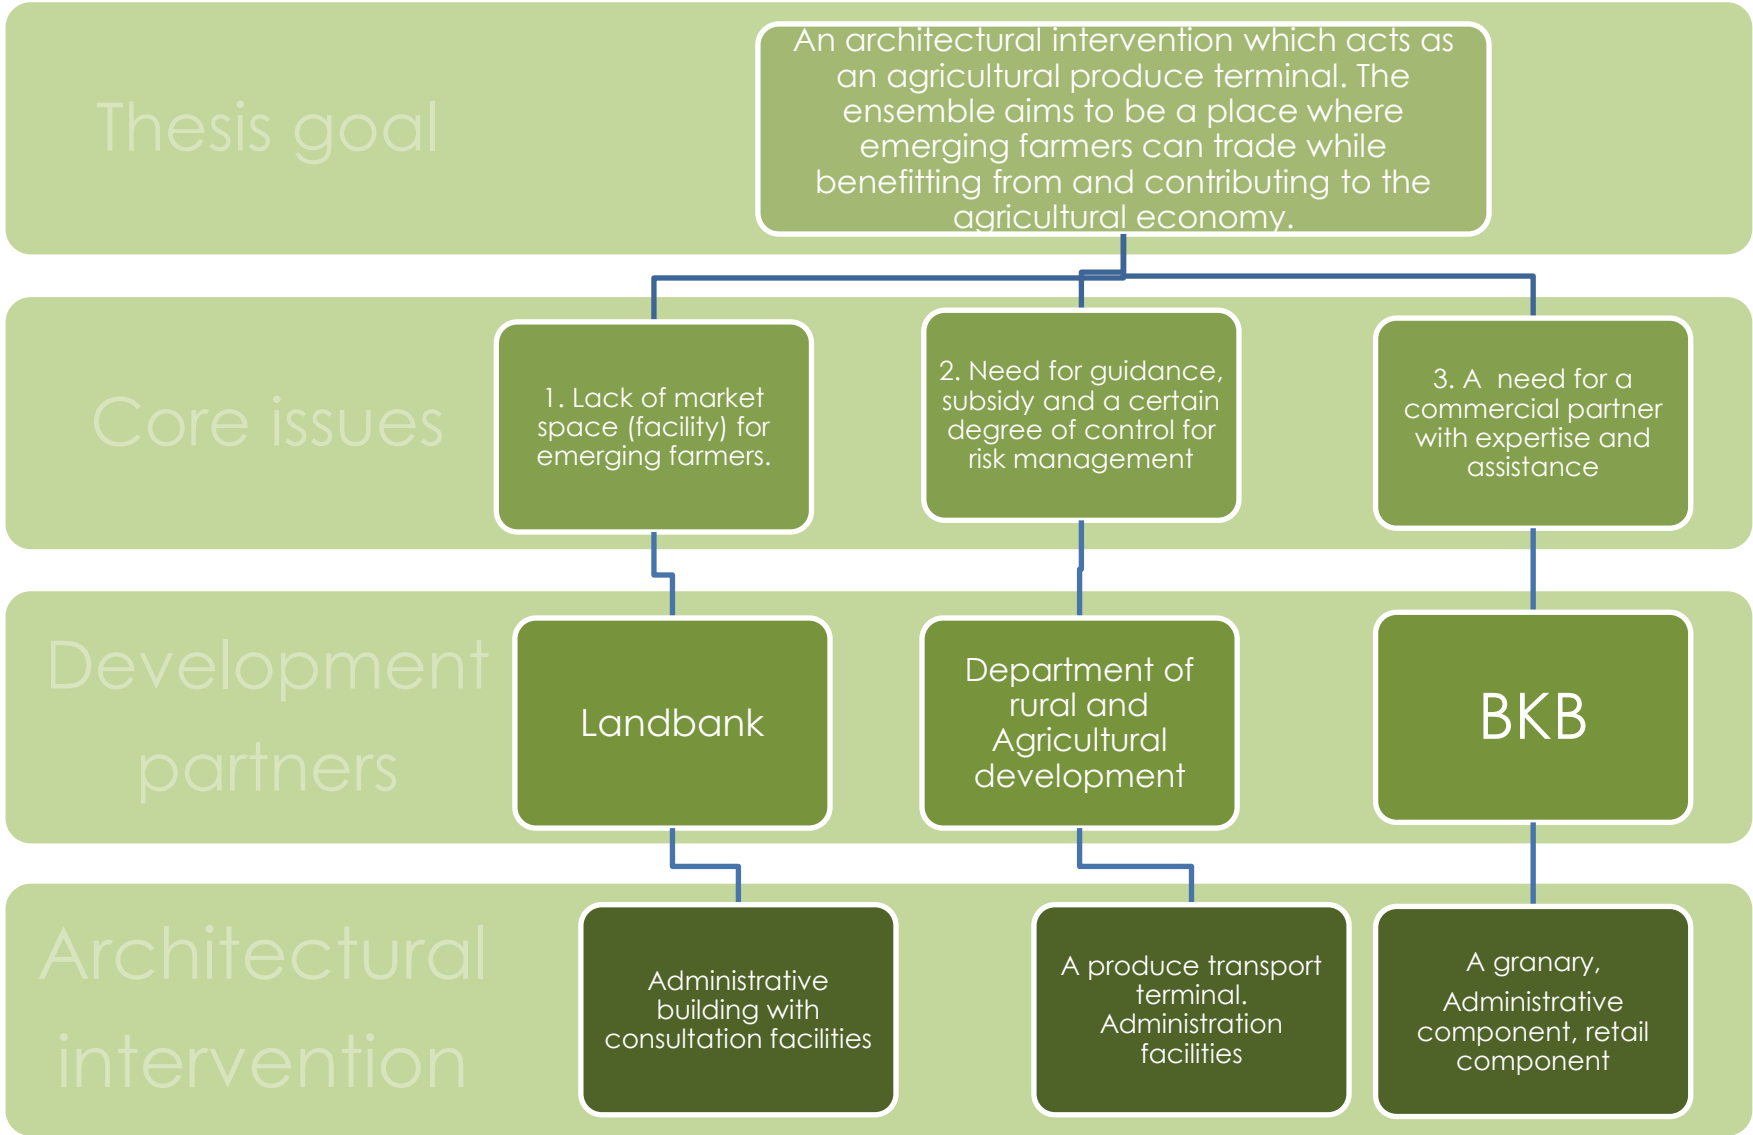 Thesis goal
An architectural intervention which acts as
an agricultural produce terminal. The
ensemble aims to be a place where
emerging farmers can trade while
benefitting from and contributing to the
agricultural economy.
Core issues
1. Lack of market
space (facility) for
emerging farmers.
2. Need for guidance,
subsidy and a certain
degree of control for
risk management
3. A need for a
commercial partner
with expertise and
assistance
Development
partners
Landbank
Department of
rural and
Agricultural
development
BKB
Architectural
intervention
Administrative
building with
consultation facilities
A produce transport
terminal.
Administration
facilities
A granary,
Administrative
component, retail
component